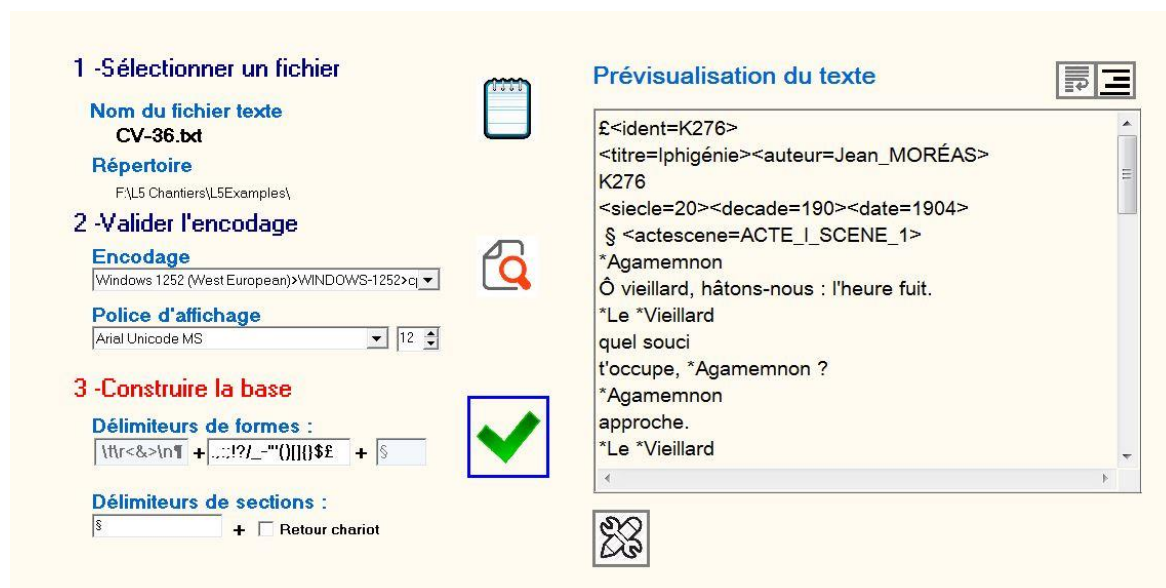 1 -Sélectionner un fichier
Nom du fichier texte
CV-36.txt
Répertoire
F:\L5 Chantiers\L5Examples\
2 -Valider l'encodage
Encodage
Windows 1252 (West European)>WINDOWS-1252>c
Police d'affichage
Arial Unicode MS 12
3 -Construire la base
Délimiteurs de formes :
\t\r<&>\n¶ + .,:;!?/_-"'()[]{}$£ + §
Délimiteurs de sections :
§ + Retour chariot
Prévisualisation du texte
£<ident=K276>
<titre=Iphigénie><auteur=Jean_MORÉAS>
K276
<siecle=20><decade=190><date=1904>
§ <actescene=ACTE_I_SCENE_1>
*Agamemnon
Ô vieillard, hâtons-nous : l'heure fuit.
*Le *Vieillard
quel souci
t'occupe, *Agamemnon ?
*Agamemnon
approche.
*Le *Vieillard